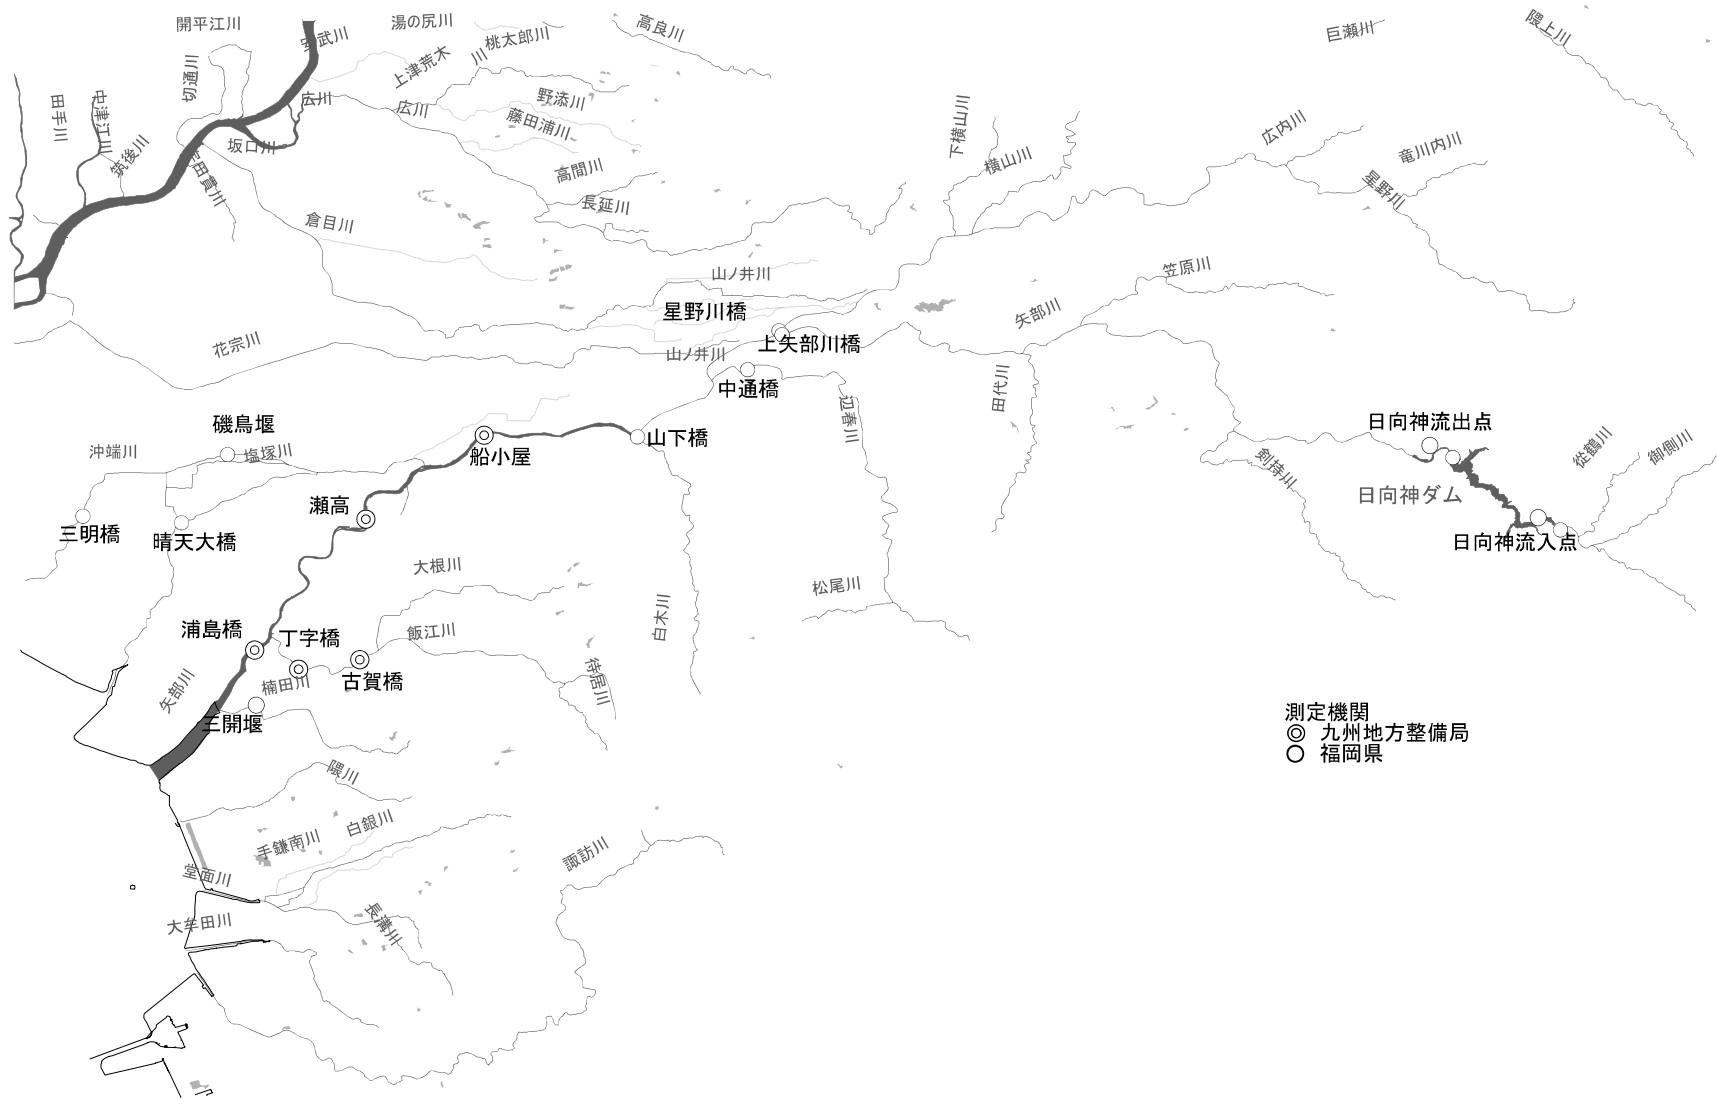 開平江川
湯の尻川
桃太郎川
高良川
巨瀬川
隈上川
安武川
上津荒木
川
切通川
田手川
中津江川
広川
広川
野添川
藤田浦川
下横山川
広内川
竜川内川
筑後川
坂口川
高間川
横山川
星野川
長延川
倉目川
山ノ井川
笠原川
星野川橋
矢部川
花宗川
上矢部川橋
山ノ井川
中通橋
田代川
辺春川
磯鳥堰
日向神流出点
沖端川
塩塚川
船小屋
山下橋
剣持川
従鶴川
御側川
日向神ダム
瀬高
三明橋
晴天大橋
日向神流入点
大根川
松尾川
白木川
浦島橋
丁字橋
飯江川
古賀橋
待居川
矢部川
楠田川
三開堰
測定機関
九州地方整備局
福岡県
隈川
手鎌南川
白銀川
諏訪川
堂面川
大牟田川
長溝川